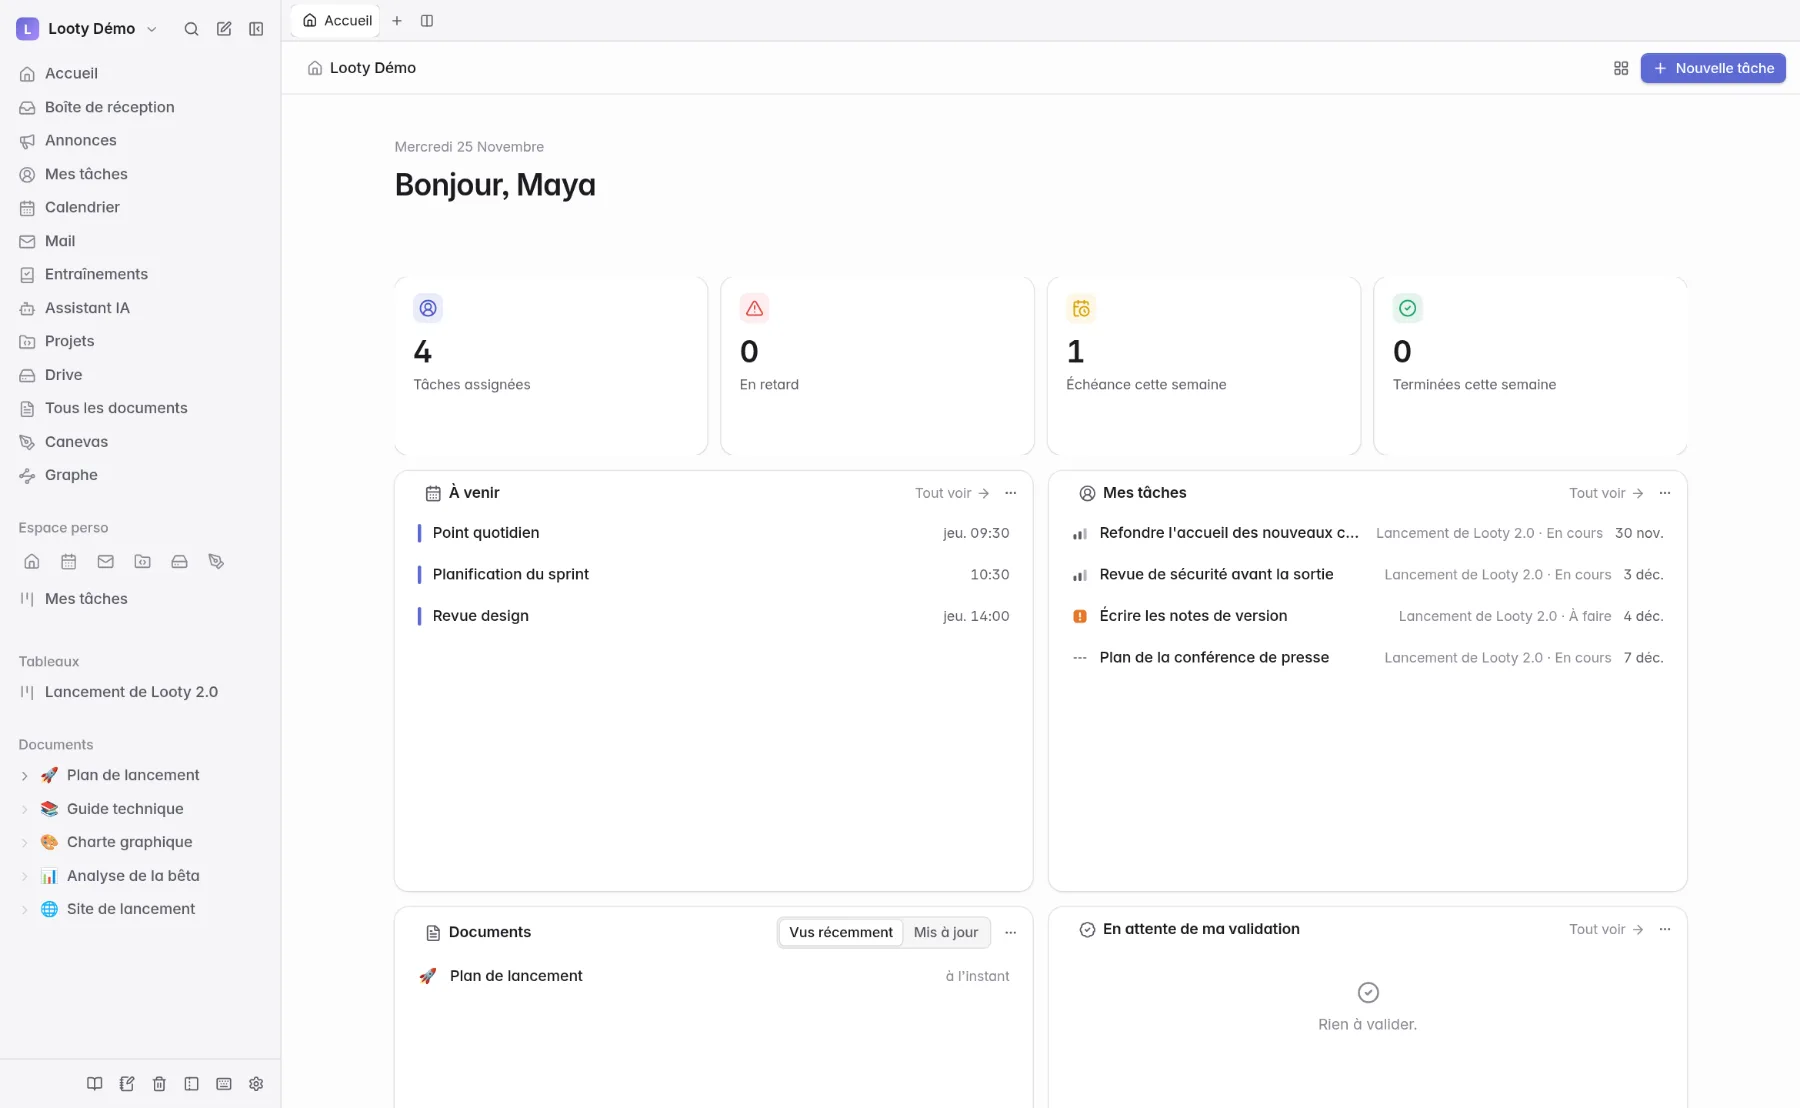 L Looty Démo
Accueil
Boîte de réception
Annonces
Mes tâches
Calendrier
Mail
Entraînements
Assistant IA
Projets
Drive
Tous les documents
Canevas
Graphe
Espace perso
Mes tâches
Tableaux
Lancement de Looty 2.0
Documents
Plan de lancement
Guide technique
Charte graphique
Analyse de la bêta
Site de lancement
Accueil
Looty Démo
Nouvelle tâche
Mercredi 25 Novembre
Bonjour, Maya
4
Tâches assignées
0
En retard
1
Échéance cette semaine
0
Terminées cette semaine
À venir Tout voir
Point quotidien jeu. 09:30
Planification du sprint 10:30
Revue design jeu. 14:00
Mes tâches Tout voir
Refondre l'accueil des nouveaux c... Lancement de Looty 2.0 · En cours 30 nov.
Revue de sécurité avant la sortie Lancement de Looty 2.0 · En cours 3 déc.
Écrire les notes de version Lancement de Looty 2.0 · À faire 4 déc.
Plan de la conférence de presse Lancement de Looty 2.0 · En cours 7 déc.
Documents Vus récemment Mis à jour
Plan de lancement à l'instant
En attente de ma validation Tout voir
Rien à valider.